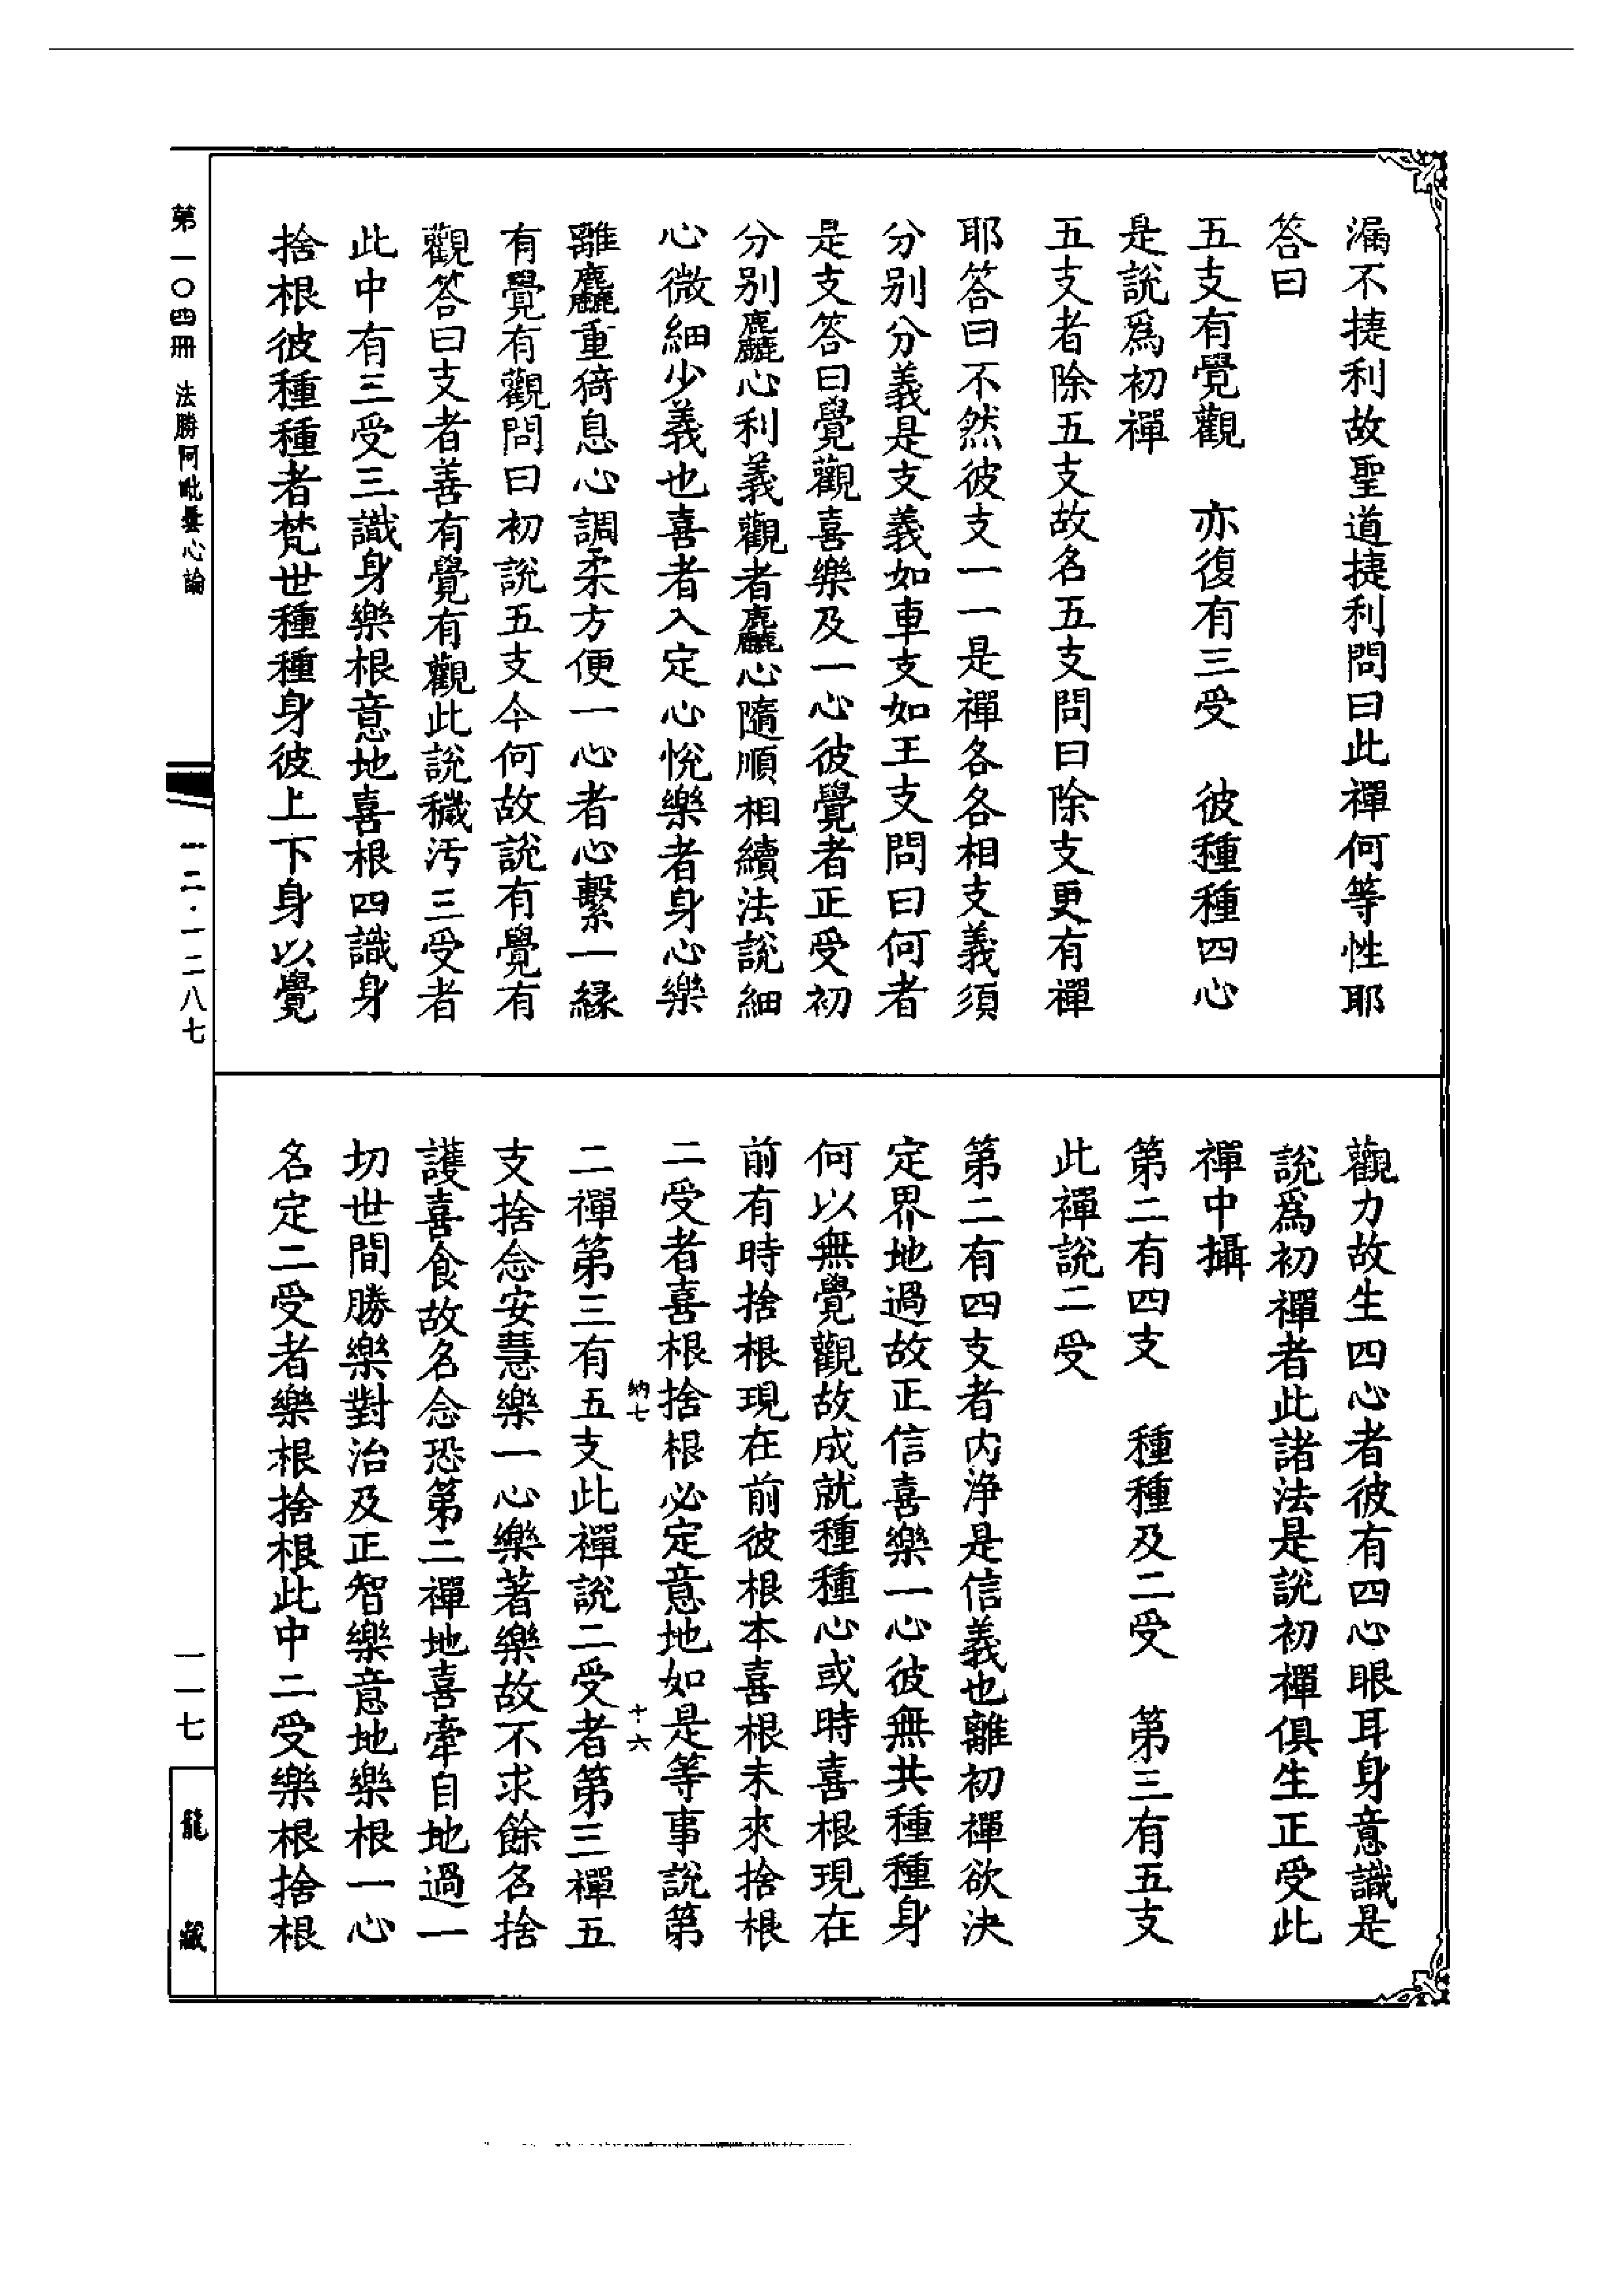 漏不捷利故聖道捷利問曰此禪何等性耶
答曰
五支有覺觀　亦復有三受　彼種種四心
是說爲初禪
五支者除五支故名五支問曰除支更有禪
耶答曰不然彼支一一是禪各各相支義須
分別分義是支義如車支如王支問曰何者
是支答曰覺觀喜樂及一心彼覺者正受初
分別麤心利義觀者麤心隨順相續法說細
心微細少義也喜者入定心悅樂者身心樂
離麤重猗息心調柔方便一心者心繫一緣
有覺有觀問曰初說五支今何故說有覺有
觀答曰支者善有覺有觀此說穢污三受者
此中有三受三識身樂根意地喜根四識身
捨根彼種種者梵世種種身彼上下身以覺
觀力故生四心者彼有四心眼耳身意識是
說爲初禪者此諸法是說初禪俱生正受此
禪中攝
第二有四支　種種及二受　第三有五支
此禪說二受
第二有四支者內淨是信義也離初禪欲決
定界地過故正信喜樂一心彼無共種種身
何以無覺觀故成就種種心或時喜根現在
前有時捨根現在前彼根本喜根未來捨根
二受者喜根捨根必定意地如是等事說第
納七　十六
二禪第三有五支此禪說二受者第三禪五
支捨念安慧樂一心樂著樂故不求餘名捨
護喜食故名念恐第二禪地喜牽自地過一
切世間勝樂對治及正智樂意地樂根一心
名定二受者樂根捨根此中二受樂根捨根
第一〇四冊　法勝阿毗曇心論
一二·一二八七
一一七
龍藏